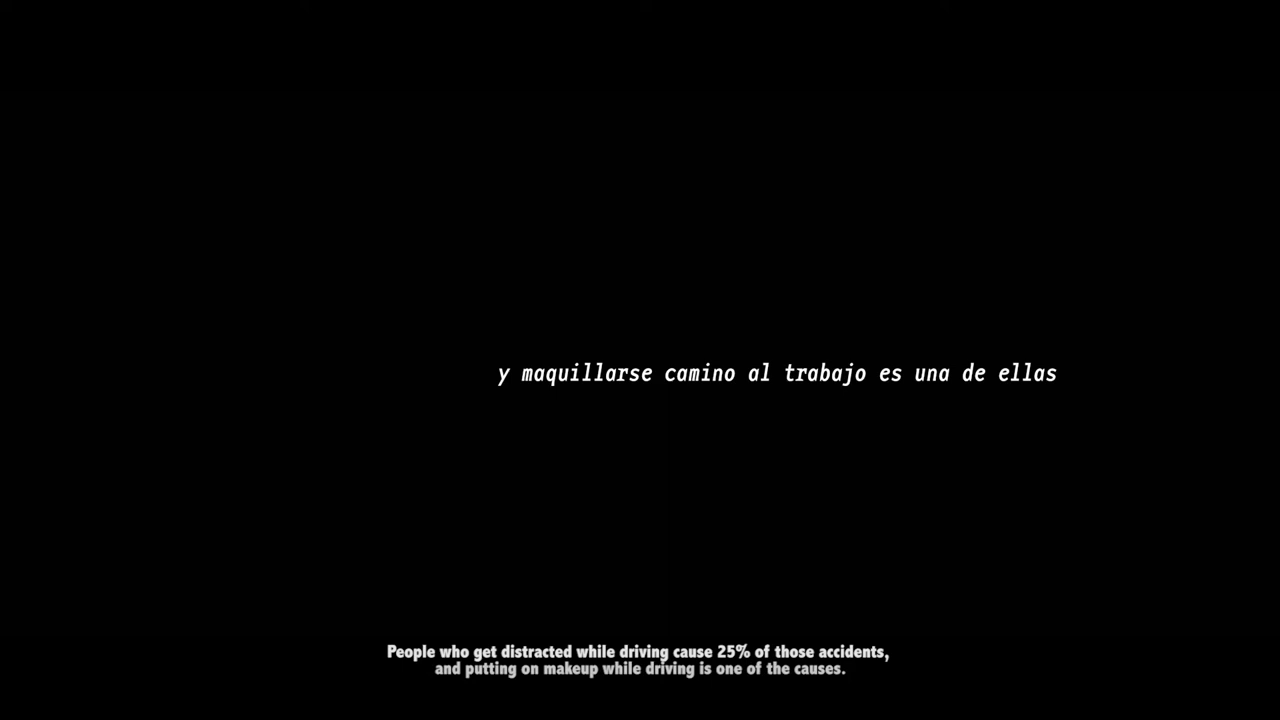 y maquillarse camino al trabajo es una de ellas
People who get distracted while driving cause 25% of those accidents,
and putting on makeup while driving is one of the causes.